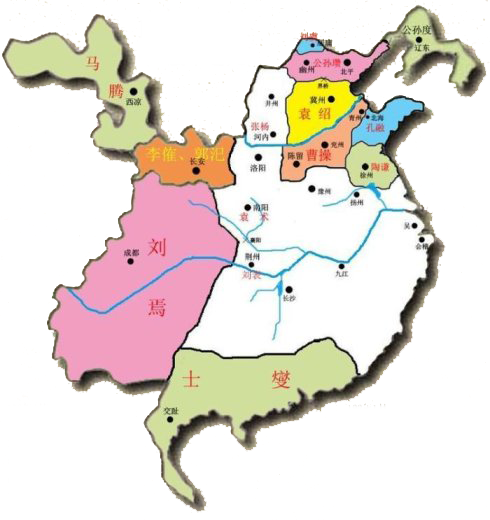 公孙度
辽东
刘虞
蓟
公孙瓒
幽州
北平
马
腾
西凉
界桥
冀州
袁绍
并州
张杨
河内
青州
北海
孔融
兖州
曹操
陈留
李傕、郭汜
长安
洛阳
陶谦
徐州
豫州
扬州
南阳
袁术
襄阳
荆州
刘表
吴
会稽
九江
长沙
成都
刘
焉
士燮
交趾